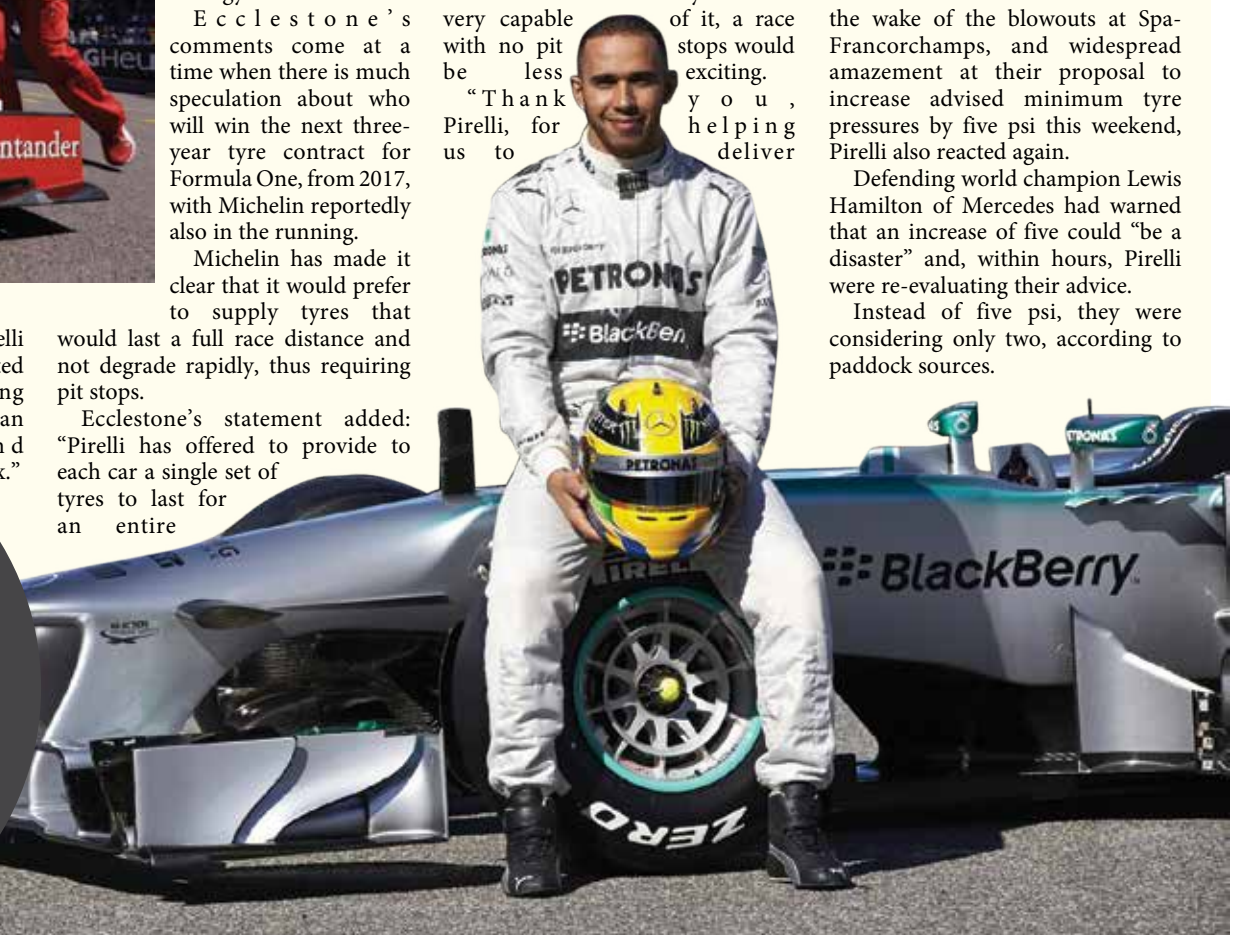 ntander
GHeu
elli
ted
ng
an
n d
x.”
Ecclestone’s
comments come at a
time when there is much
speculation about who
will win the next three-
year tyre contract for
Formula One, from 2017,
with Michelin reportedly
also in the running.
Michelin has made it
clear that it would prefer
to supply tyres that
would last a full race distance and
not degrade rapidly, thus requiring
pit stops.
Ecclestone’s statement added:
“Pirelli has offered to provide to
each car a single set of
tyres to last for
an entire
very capable of it, a race
with no pit stops would
be less exciting.
“Thank you,
Pirelli, for helping
us to deliver
the wake of the blowouts at Spa-
Francorchamps, and widespread
amazement at their proposal to
increase advised minimum tyre
pressures by five psi this weekend,
Pirelli also reacted again.
Defending world champion Lewis
Hamilton of Mercedes had warned
that an increase of five could “be a
disaster” and, within hours, Pirelli
were re-evaluating their advice.
Instead of five psi, they were
considering only two, according to
paddock sources.
PETRONAS
BlackBerr
PETRONAS
PETRONAS
BlackBerry
IRELL
ZERO